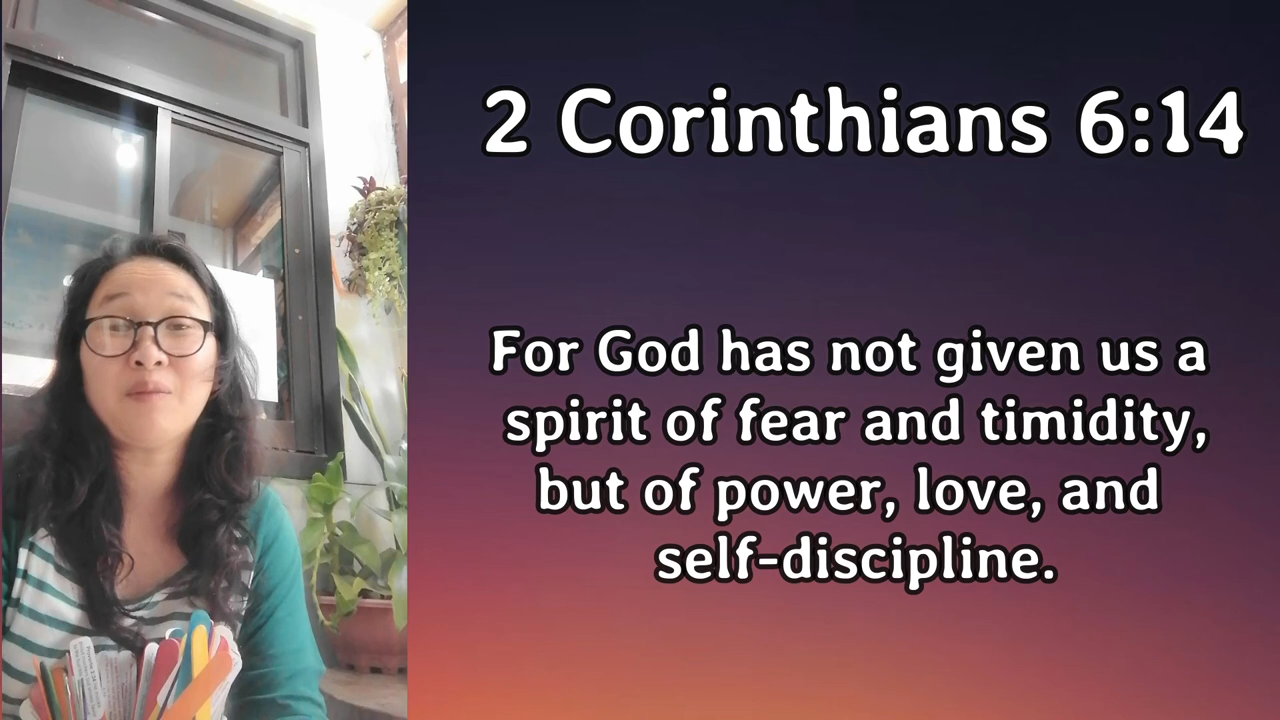 2 Corinthians 6:14
For God has not given us a
spirit of fear and timidity,
but of power, love, and
self-discipline.